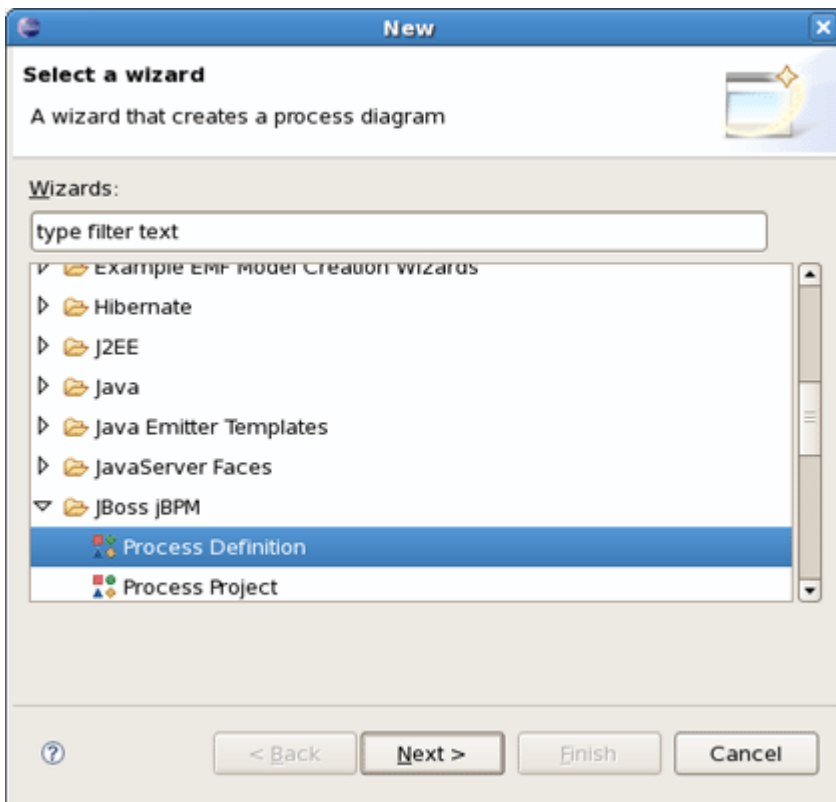 New
Select a wizard
A wizard that creates a process diagram
Wizards:
type filter text
Example EMF Model Creation Wizards
Hibernate
J2EE
Java
Java Emitter Templates
JavaServer Faces
JBoss jBPM
Process Definition
Process Project
< Back Next > Finish Cancel